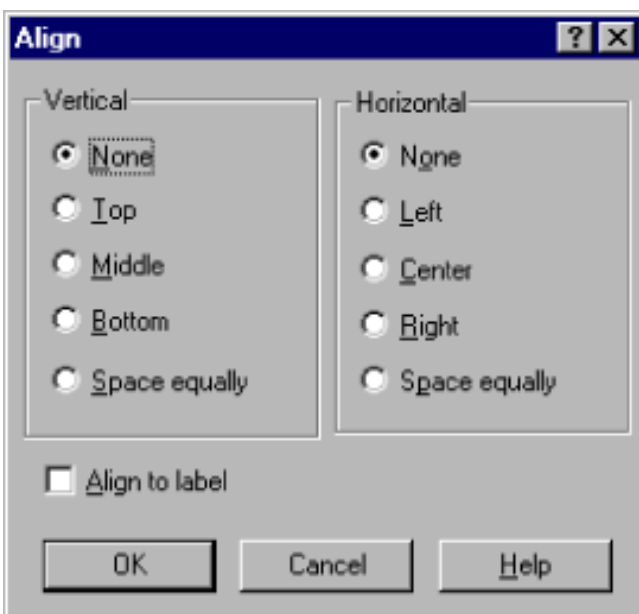 Align
Vertical
None
Top
Middle
Bottom
Space equally
Horizontal
None
Left
Center
Right
Space equally
Align to label
OK
Cancel
Help